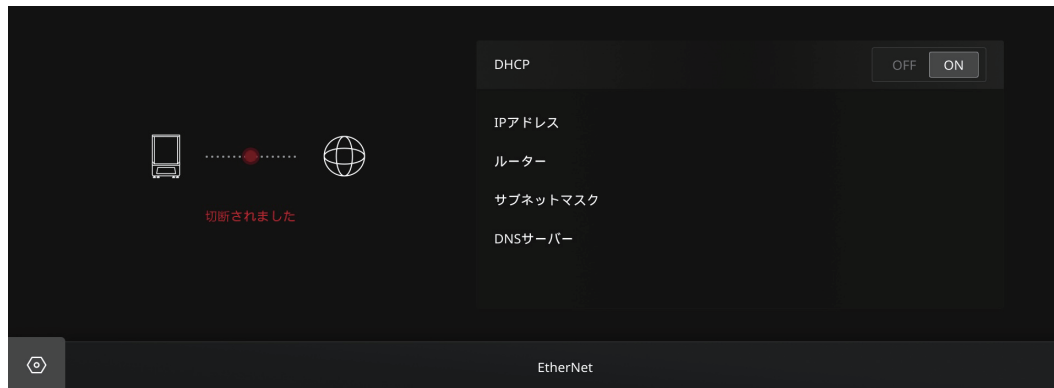 DHCP
OFF ON
IPアドレス
ルーター
サブネットマスク
DNSサーバー
切断されました
EtherNet